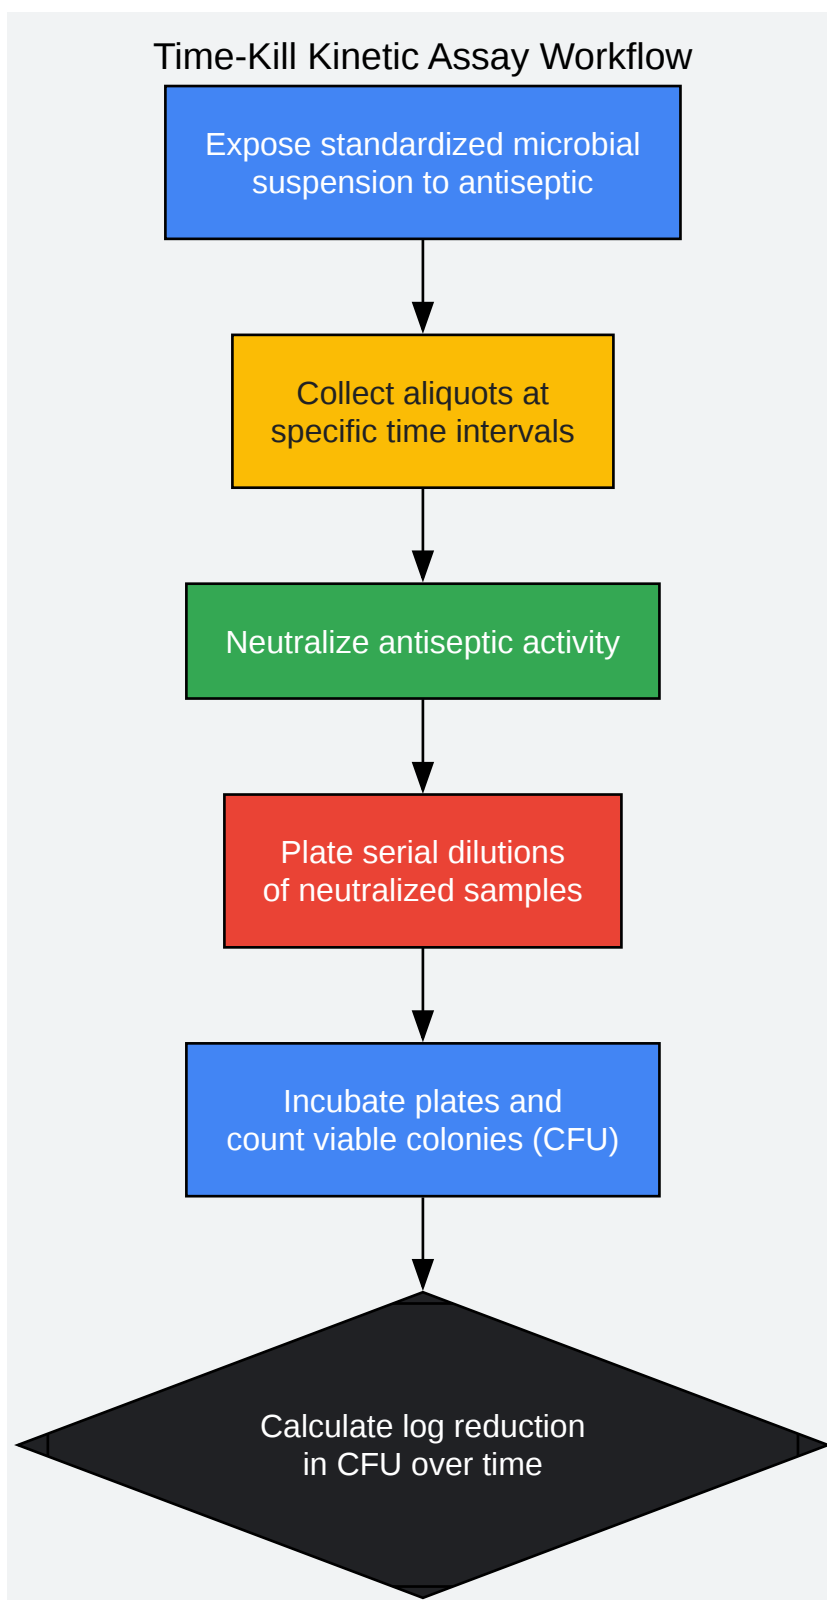 Time-Kill Kinetic Assay Workflow
Expose standardized microbial
suspension to antiseptic
Collect aliquots at
specific time intervals
Neutralize antiseptic activity
Plate serial dilutions
of neutralized samples
Incubate plates and
count viable colonies (CFU)
Calculate log reduction
in CFU over time